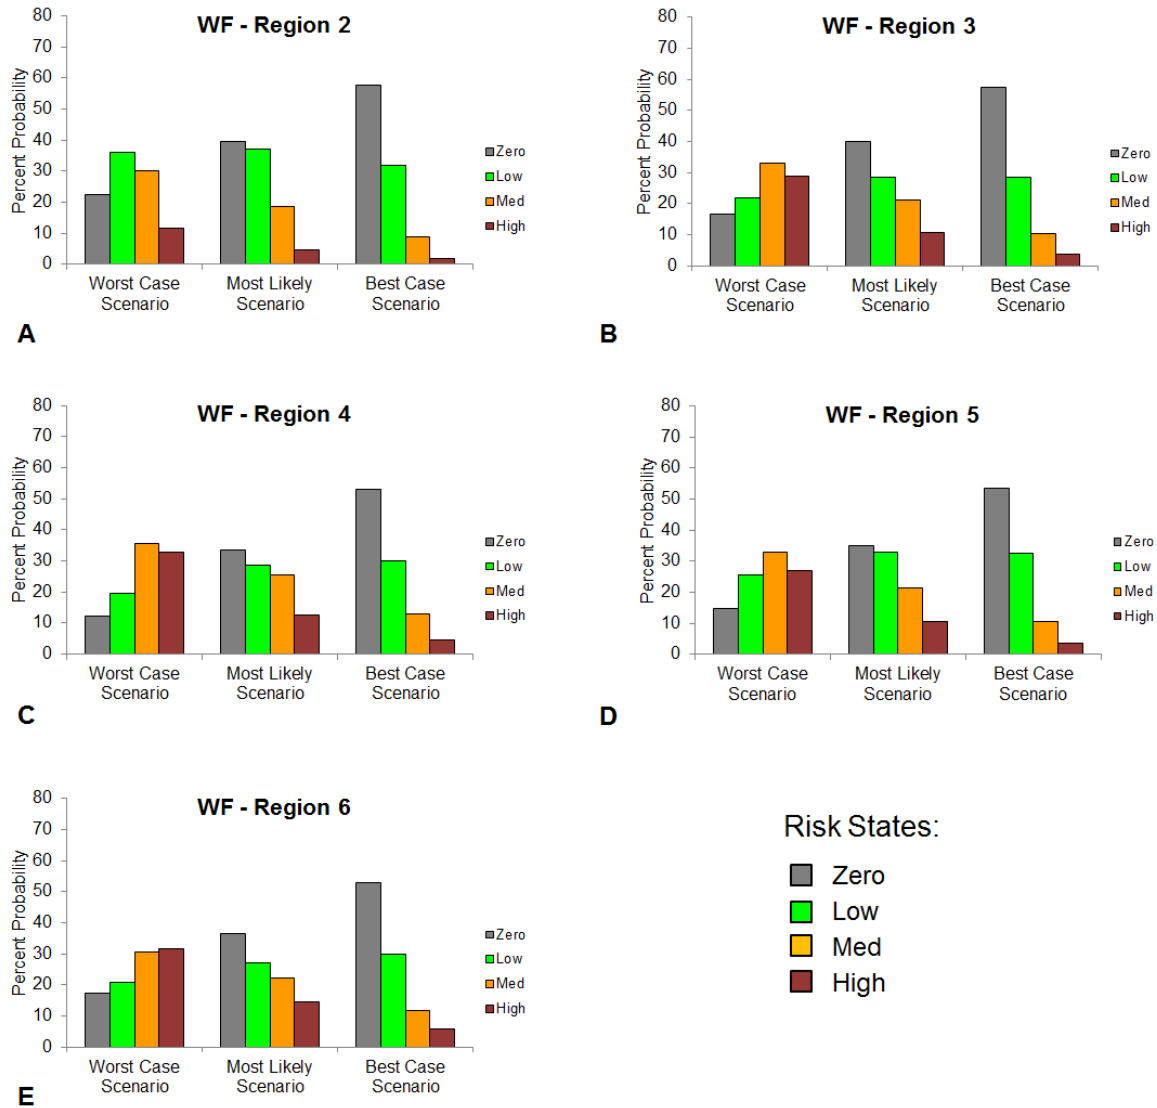 WF - Region 2
Percent Probability
80
70
60
50
40
30
20
10
0
Worst Case
Scenario
Most Likely
Scenario
Best Case
Scenario
Zero
Low
Med
High
A
WF - Region 3
Percent Probability
80
70
60
50
40
30
20
10
0
Worst Case
Scenario
Most Likely
Scenario
Best Case
Scenario
Zero
Low
Med
High
B
WF - Region 4
Percent Probability
80
70
60
50
40
30
20
10
0
Worst Case
Scenario
Most Likely
Scenario
Best Case
Scenario
Zero
Low
Med
High
C
WF - Region 5
Percent Probability
80
70
60
50
40
30
20
10
0
Worst Case
Scenario
Most Likely
Scenario
Best Case
Scenario
Zero
Low
Med
High
D
WF - Region 6
Percent Probability
80
70
60
50
40
30
20
10
0
Worst Case
Scenario
Most Likely
Scenario
Best Case
Scenario
Zero
Low
Med
High
E
Risk States:
Zero
Low
Med
High